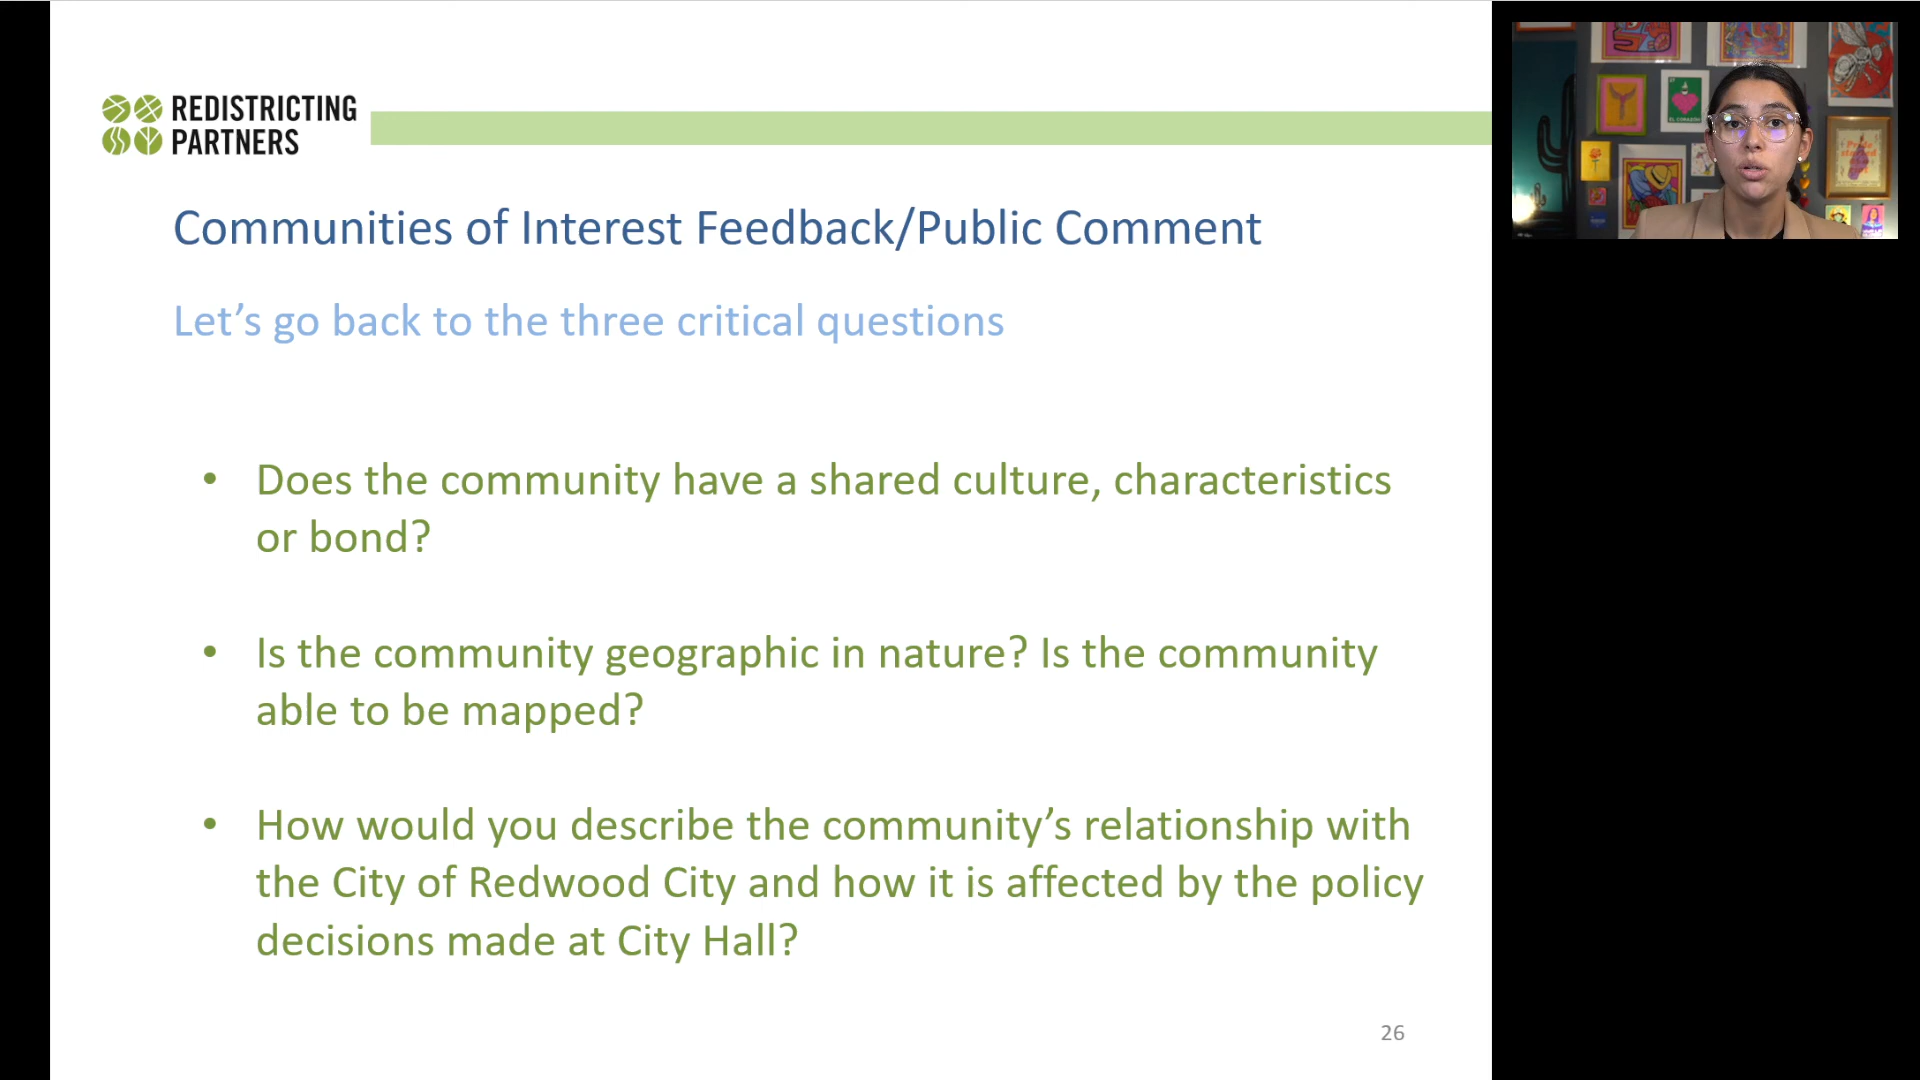 REDISTRICTING
PARTNERS
Communities of Interest Feedback/Public Comment
Let’s go back to the three critical questions
• Does the community have a shared culture, characteristics
or bond?
• Is the community geographic in nature? Is the community
able to be mapped?
• How would you describe the community’s relationship with
the City of Redwood City and how it is affected by the policy
decisions made at City Hall?
26
EL CORAZON